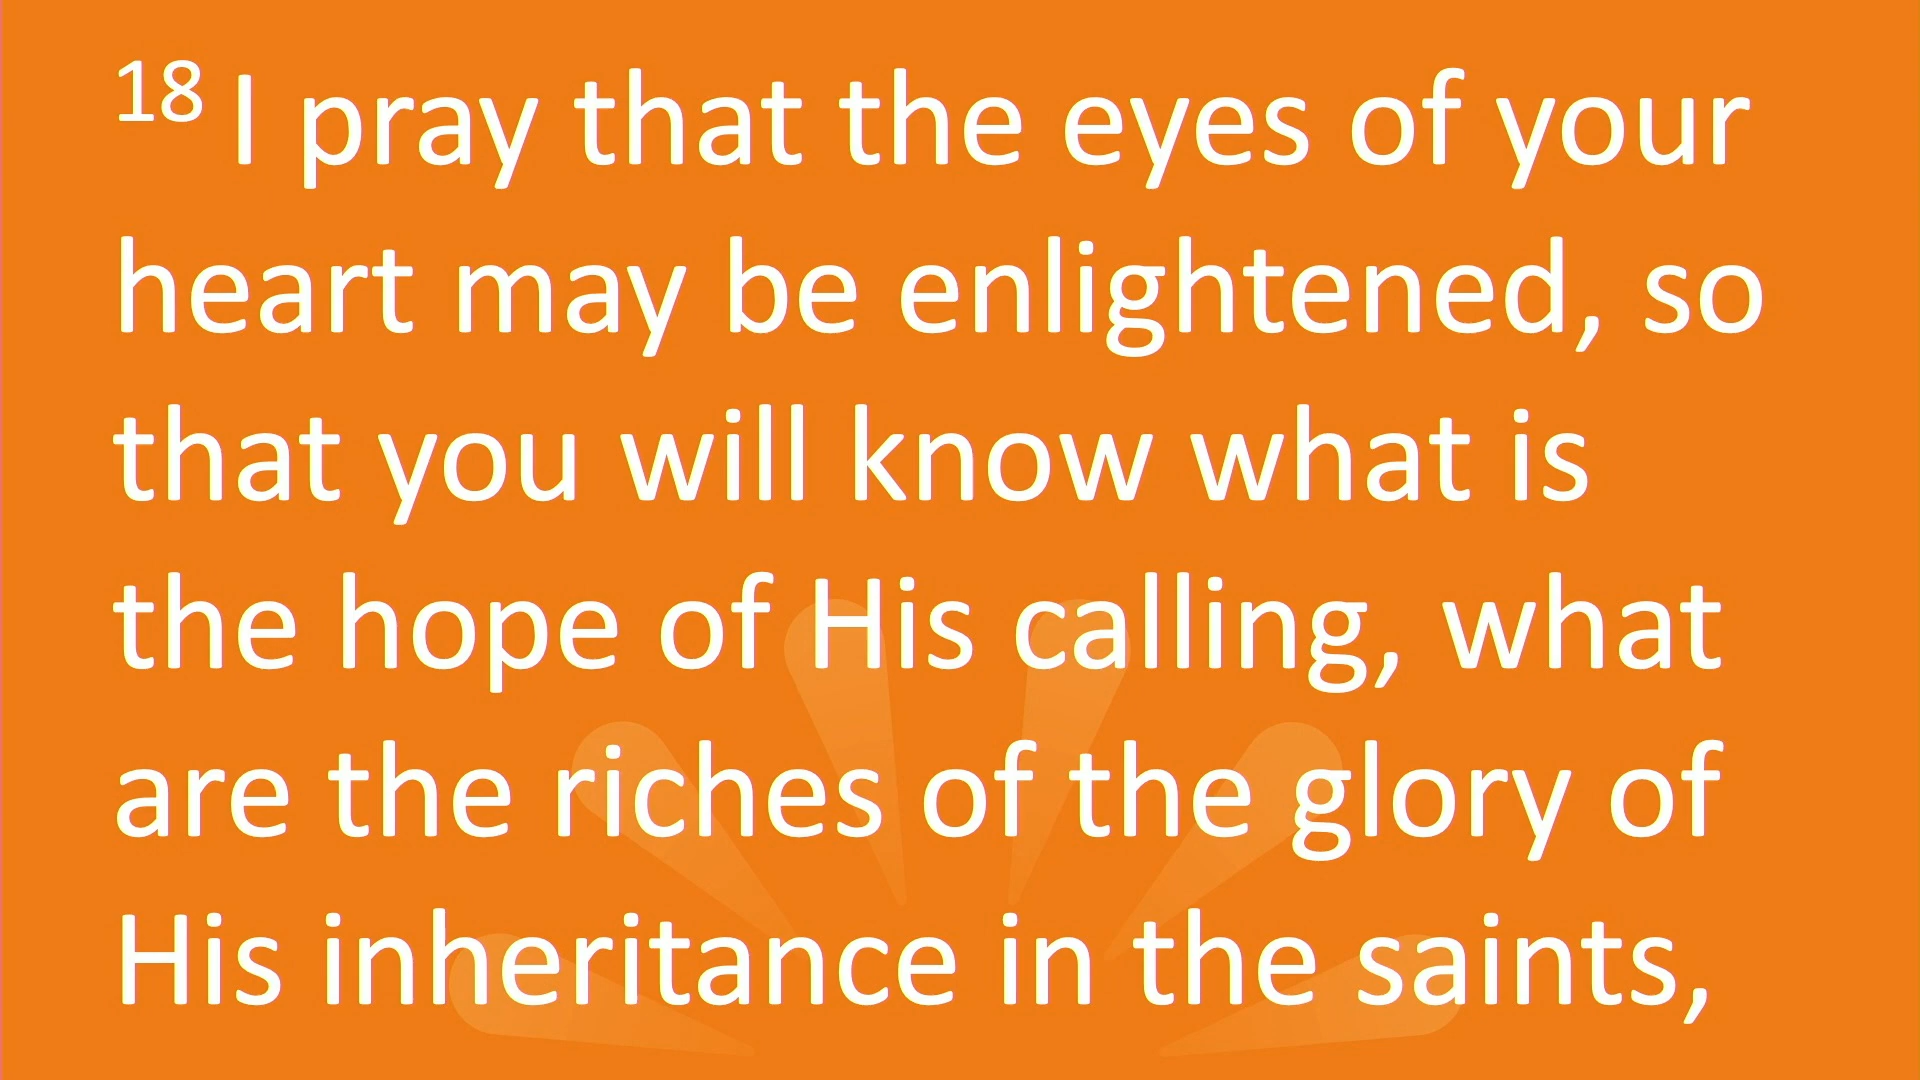 18 I pray that the eyes of your
heart may be enlightened, so
that you will know what is
the hope of His calling, what
are the riches of the glory of
His inheritance in the saints,